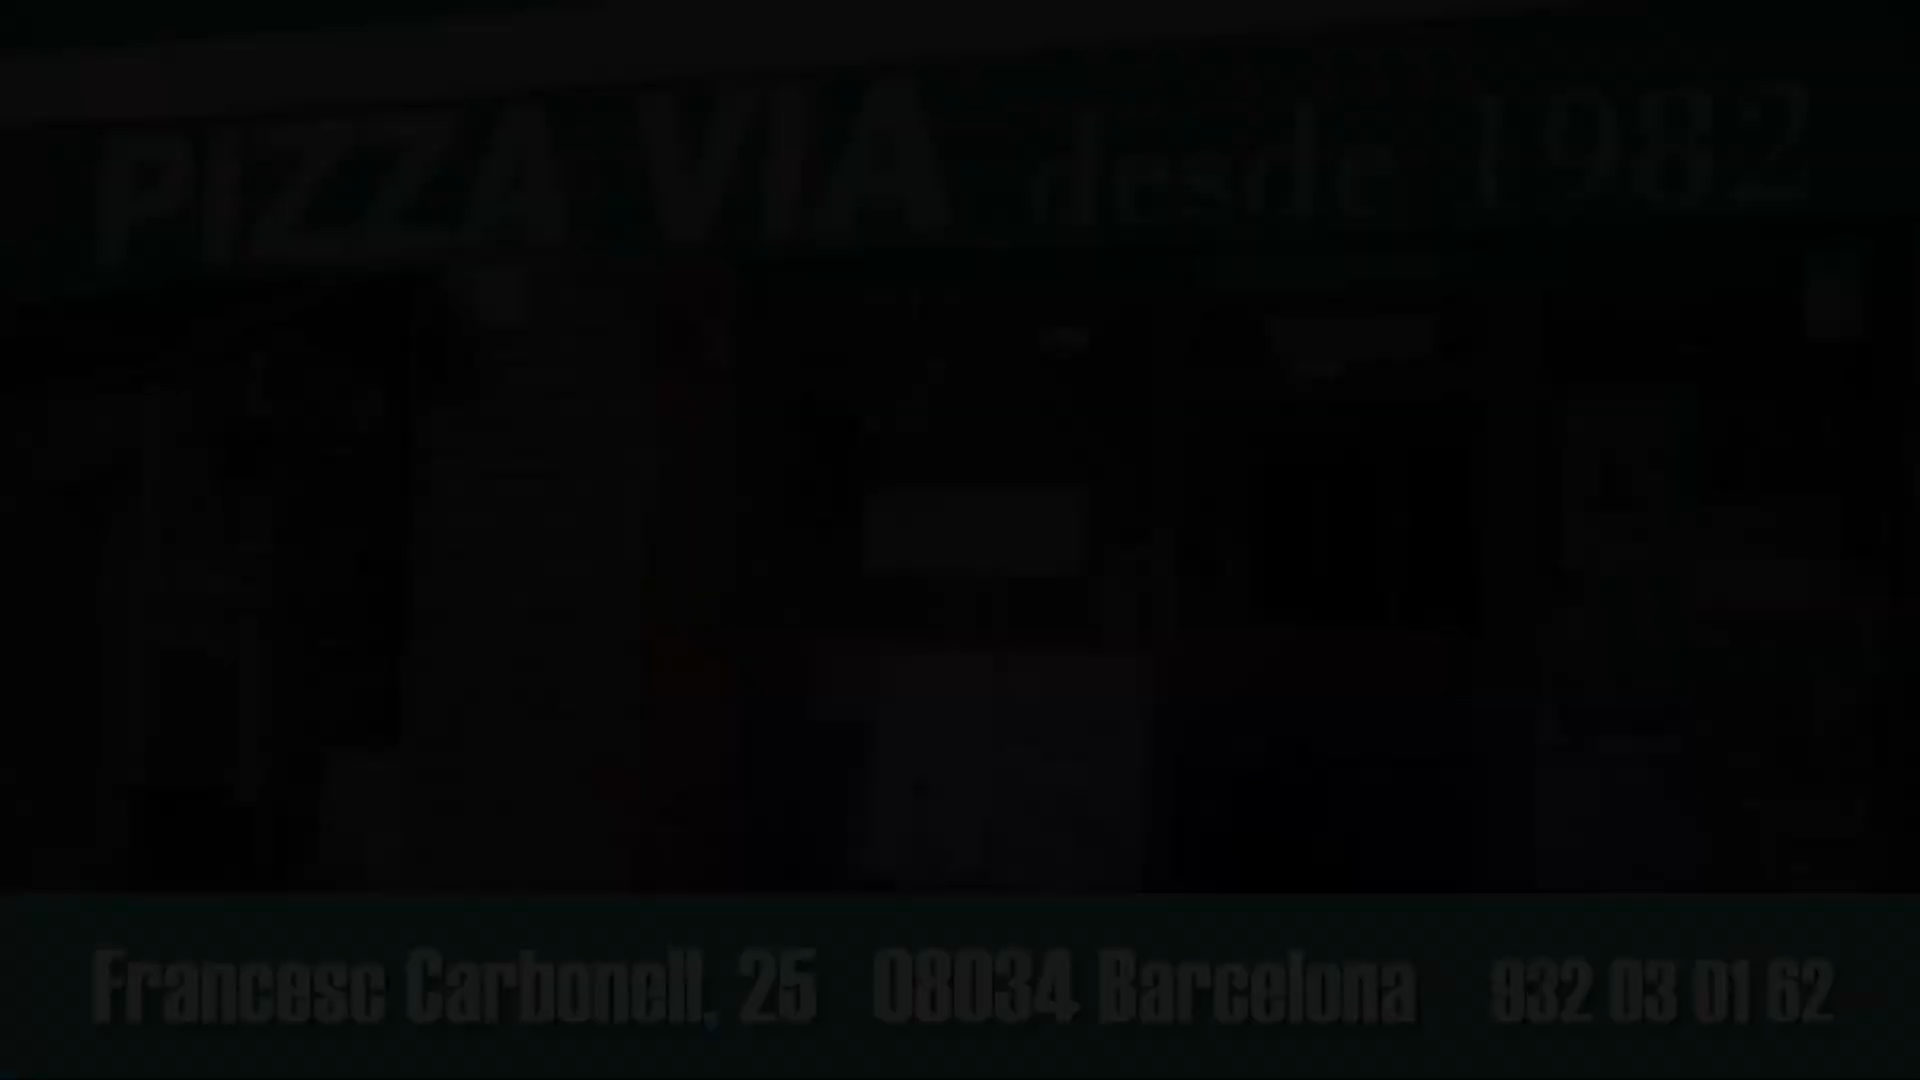 PIZZA VIA desde 1982
Francesc Carbonell, 25 08034 Barcelona 932 03 01 62